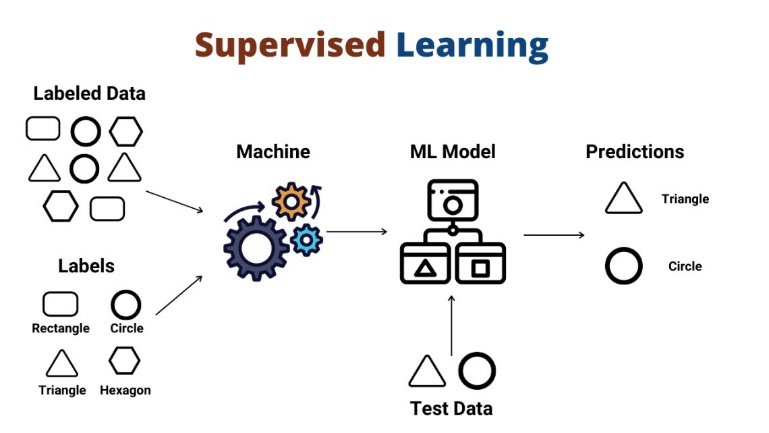 Supervised Learning
Labeled Data
Machine
ML Model
Predictions
Triangle
Circle
Labels
Rectangle
Circle
Triangle
Hexagon
Test Data